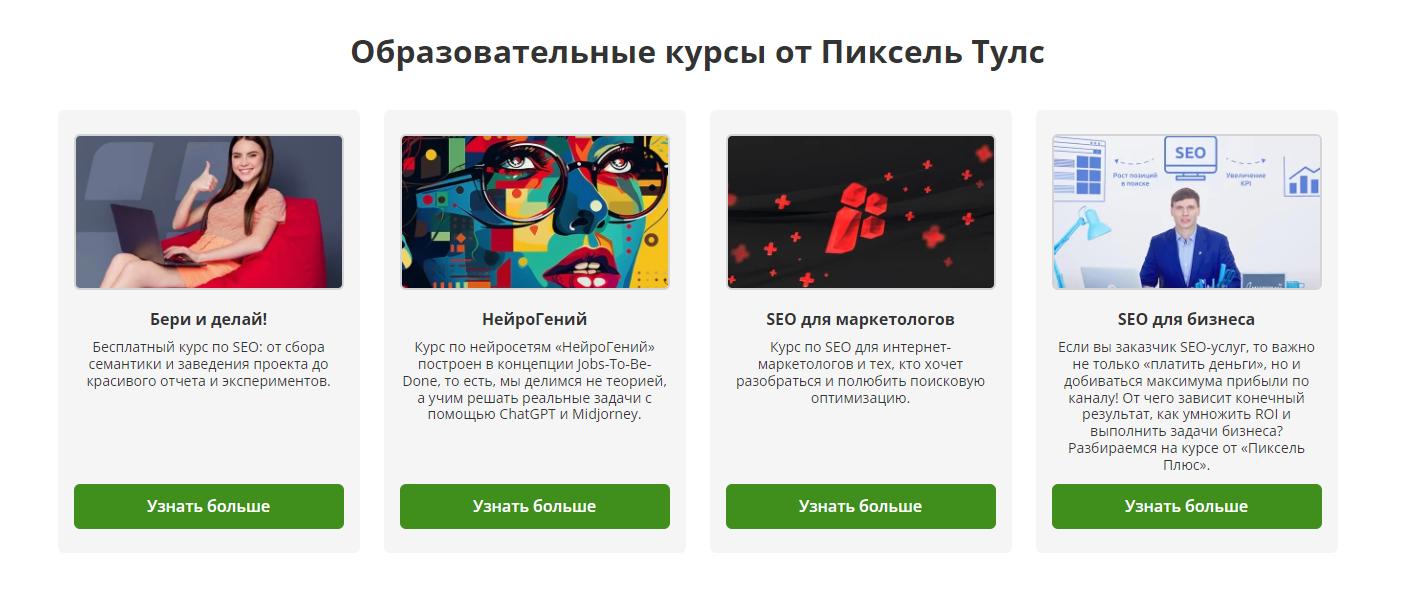 Образовательные курсы от Пиксель Тулс
SEO
Рост позиций
в поиске
Увеличение
KPI
Бери и делай!
Бесплатный курс по SEO: от сбора
семантики и заведения проекта до
красивого отчета и экспериментов.
Узнать больше
НейроГений
Курс по нейросетям «НейроГений»
построен в концепции Jobs-To-Be-
Done, то есть, мы делимся не теорией,
а учим решать реальные задачи с
помощью ChatGPT и Midjorney.
Узнать больше
SEO для маркетологов
Курс по SEO для интернет-
маркетологов и тех, кто хочет
разобраться и полюбить поисковую
оптимизацию.
Узнать больше
SEO для бизнеса
Если вы заказчик SEO-услуг, то важно
не только «платить деньги», но и
добиваться максимума прибыли по
каналу! От чего зависит конечный
результат, как умножить ROI и
выполнить задачи бизнеса?
Разбираемся на курсе от «Пиксель
Плюс».
Узнать больше